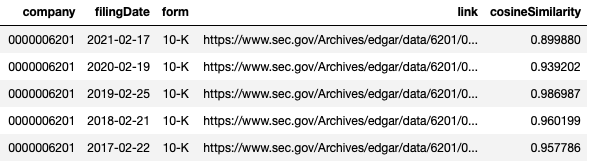 company filingDate form link cosineSimilarity
0000006201 2021-02-17 10-K https://www.sec.gov/Archives/edgar/data/6201/0... 0.899880
0000006201 2020-02-19 10-K https://www.sec.gov/Archives/edgar/data/6201/0... 0.939202
0000006201 2019-02-25 10-K https://www.sec.gov/Archives/edgar/data/6201/0... 0.986987
0000006201 2018-02-21 10-K https://www.sec.gov/Archives/edgar/data/6201/0... 0.960199
0000006201 2017-02-22 10-K https://www.sec.gov/Archives/edgar/data/6201/0... 0.957786